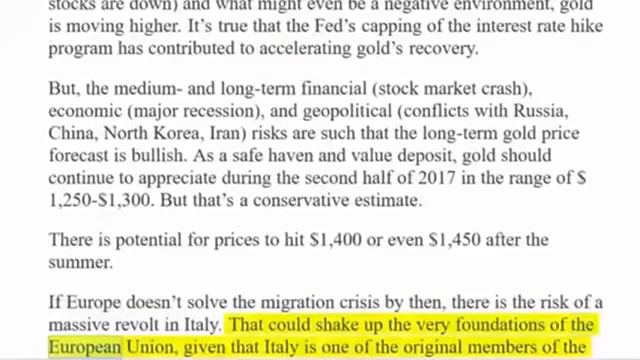 stocks are down) and what might even be a negative environment, gold
is moving higher. It's true that the Fed's capping of the interest rate hike
program has contributed to accelerating gold's recovery.
But, the medium- and long-term financial (stock market crash),
economic (major recession), and geopolitical (conflicts with Russia,
China, North Korea, Iran) risks are such that the long-term gold price
forecast is bullish. As a safe haven and value deposit, gold should
continue to appreciate during the second half of 2017 in the range of $
1,250-$1,300. But that's a conservative estimate.
There is potential for prices to hit $1,400 or even $1,450 after the
summer.
If Europe doesn't solve the migration crisis by then, there is the risk of a
massive revolt in Italy. That could shake up the very foundations of the
European Union, given that Italy is one of the original members of the